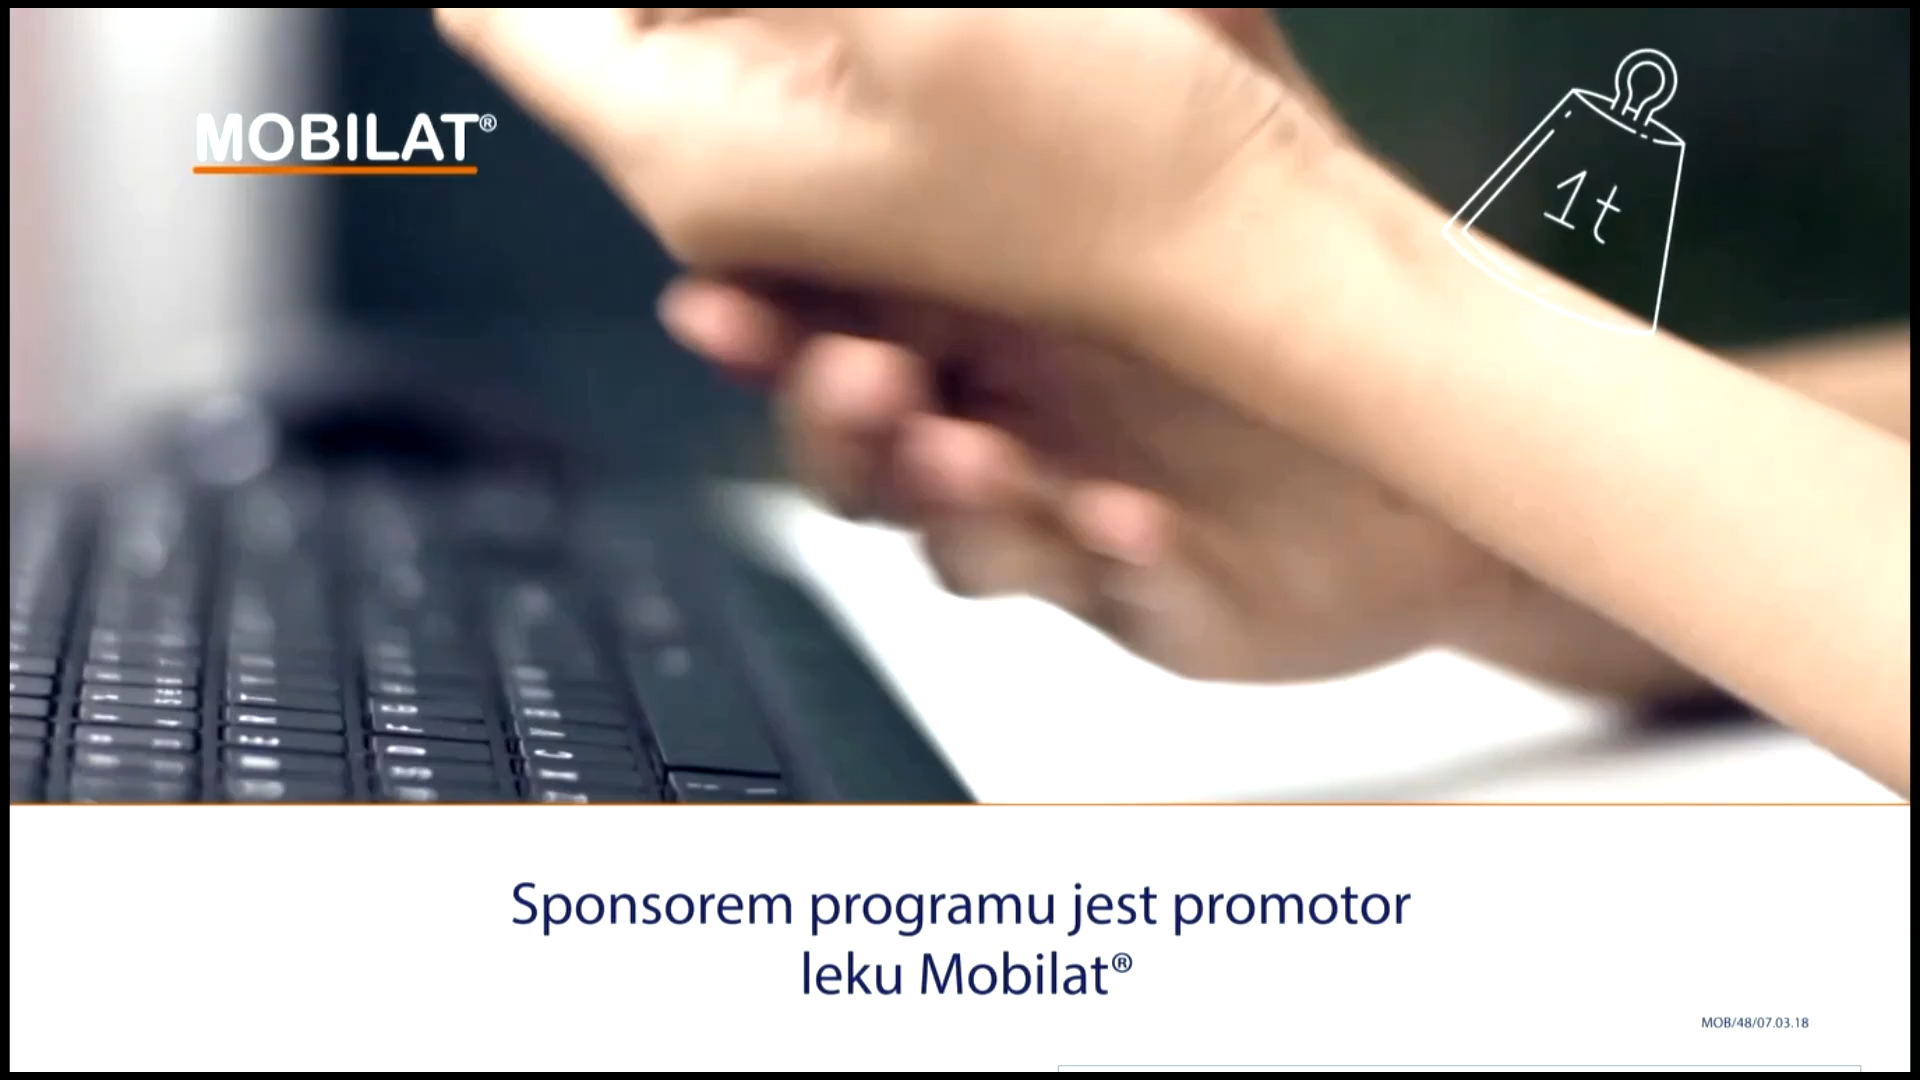 MOBILAT®
1t
Sponsorem programu jest promotor
leku Mobilat®
MOB/48/07.03.18